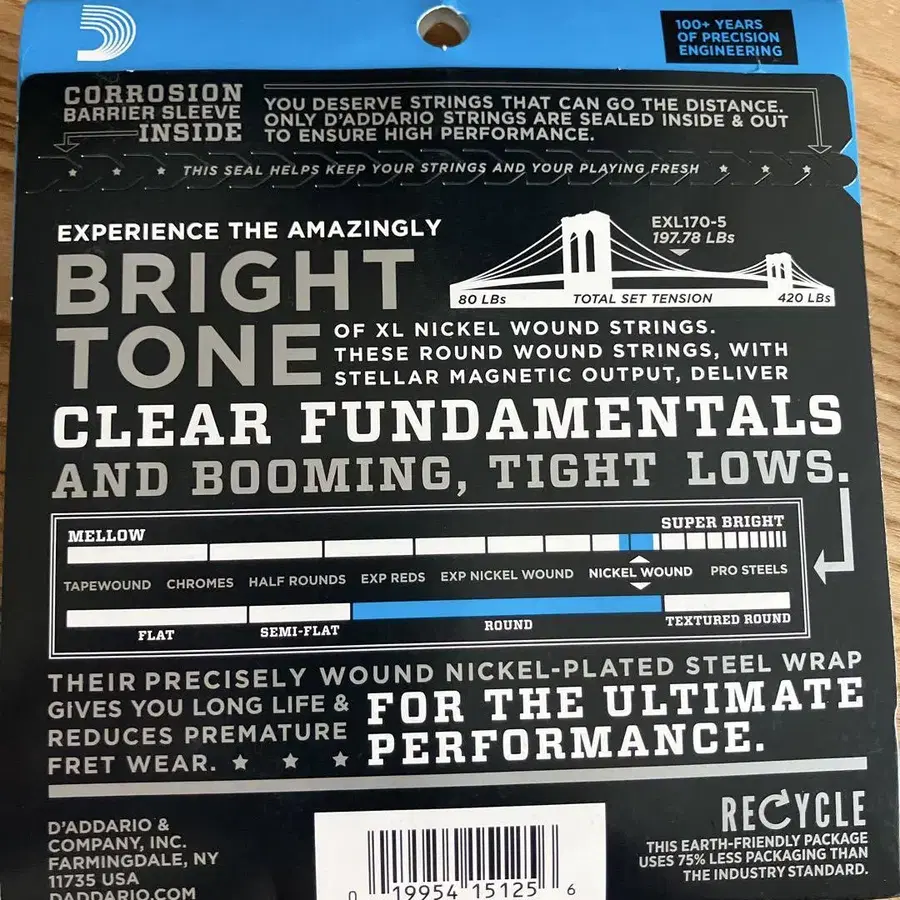 100+ YEARS
OF PRECISION
ENGINEERING
CORROSION
BARRIER SLEEVE
INSIDE
YOU DESERVE STRINGS THAT CAN GO THE DISTANCE.
ONLY D'ADDARIO STRINGS ARE SEALED INSIDE & OUT
TO ENSURE HIGH PERFORMANCE.
THIS SEAL HELPS KEEP YOUR STRINGS AND YOUR PLAYING FRESH
EXPERIENCE THE AMAZINGLY
BRIGHT
TONE
EXL170-5
197.78 LBs
80 LBs
TOTAL SET TENSION
420 LBs
OF XL NICKEL WOUND STRINGS.
THESE ROUND WOUND STRINGS, WITH
STELLAR MAGNETIC OUTPUT, DELIVER
CLEAR FUNDAMENTALS
AND BOOMING, TIGHT LOWS.
MELLOW SUPER BRIGHT
TAPEWOUND CHROMES HALF ROUNDS EXP REDS EXP NICKEL WOUND NICKEL WOUND PRO STEELS
FLAT SEMI-FLAT ROUND TEXTURED ROUND
THEIR PRECISELY WOUND NICKEL-PLATED STEEL WRAP
GIVES YOU LONG LIFE &
REDUCES PREMATURE
FRET WEAR.
FOR THE ULTIMATE
PERFORMANCE.
D'ADDARIO &
COMPANY, INC.
FARMINGDALE, NY
11735 USA
DADDARIO.COM
0 19954 15125 6
RECYCLE
THIS EARTH-FRIENDLY PACKAGE
USES 75% LESS PACKAGING THAN
THE INDUSTRY STANDARD.